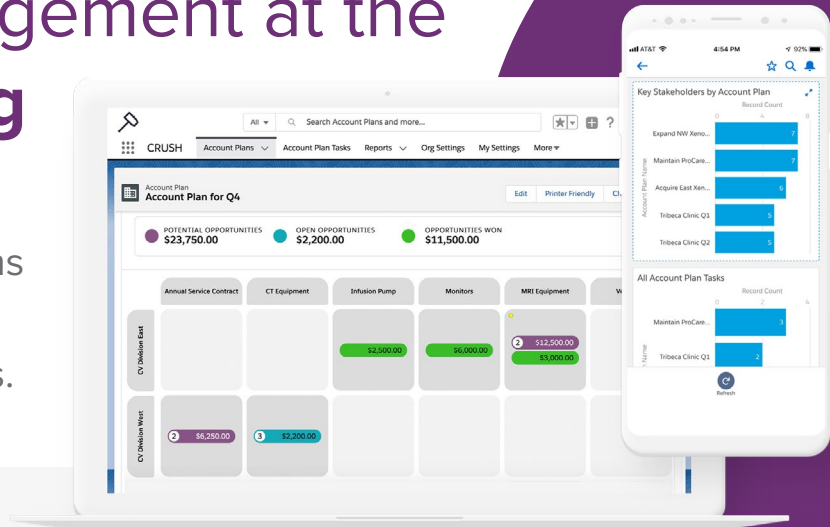 gement at the
g
ns
s.
All
Search Account Plans and more...
?
CRUSH
Account Plans
Account Plan Tasks
Reports
Org Settings
My Settings
More
Account Plan
Account Plan for Q4
Edit
Printer Friendly
POTENTIAL OPPORTUNITIES
$23,750.00
OPEN OPPORTUNITIES
$2,200.00
OPPORTUNITIES WON
$11,500.00
Annual Service Contract
CT Equipment
Infusion Pump
Monitors
MRI Equipment
CV Division East
$2,500.00
$6,000.00
2 $12,500.00
$3,000.00
CV Division West
2 $6,250.00
3 $2,200.00
AT&T
4:54 PM
92%
Key Stakeholders by Account Plan
Record Count
0 4 8
Account Plan Name
Expand NW Xeno... 7
Maintain ProCare... 7
Acquire East Xen... 6
Tribeca Clinic Q1 5
Tribeca Clinic Q2 5
All Account Plan Tasks
Record Count
0 2 4
Name
Maintain ProCare... 3
Tribeca Clinic Q1 2
Refresh